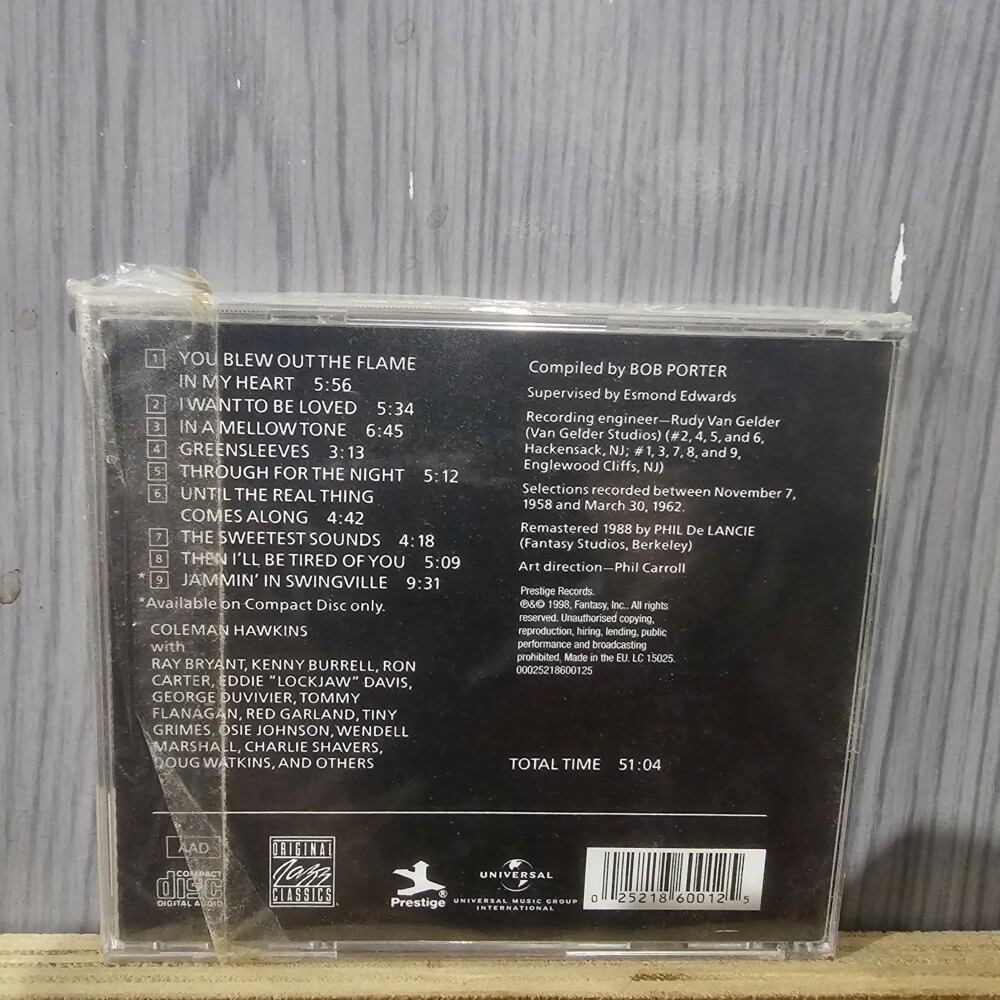 1 YOU BLEW OUT THE FLAME
IN MY HEART 5:56
2 I WANT TO BE LOVED 5:34
3 IN A MELLOW TONE 6:45
4 GREENSLEEVES 3:13
5 THROUGH FOR THE NIGHT 5:12
6 UNTIL THE REAL THING
COMES ALONG 4:42
7 THE SWEETEST SOUNDS 4:18
8 THEN I'LL BE TIRED OF YOU 5:09
* 9 JAMMIN' IN SWINGVILLE 9:31
*Available on Compact Disc only.
COLEMAN HAWKINS
with
RAY BRYANT, KENNY BURRELL, RON
CARTER, EDDIE "LOCKJAW" DAVIS,
GEORGE DUVIVIER, TOMMY
FLANAGAN, RED GARLAND, TINY
GRIMES, OSIE JOHNSON, WENDELL
MARSHALL, CHARLIE SHAVERS,
DOUG WATKINS, AND OTHERS
Compiled by BOB PORTER
Supervised by Esmond Edwards
Recording engineer—Rudy Van Gelder
(Van Gelder Studios) (#2, 4, 5, and 6,
Hackensack, NJ; #1, 3, 7, 8, and 9,
Englewood Cliffs, NJ)
Selections recorded between November 7,
1958 and March 30, 1962.
Remastered 1988 by PHIL De LANCIE
(Fantasy Studios, Berkeley)
Art direction—Phil Carroll
Prestige Records.
℗&© 1998, Fantasy, Inc.. All rights
reserved. Unauthorised copying,
reproduction, hiring, lending, public
performance and broadcasting
prohibited. Made in the EU. LC 15025.
00025218600125
TOTAL TIME 51:04
AAD
COMPACT
disc
DIGITAL AUDIO
ORIGINAL
Jazz
CLASSICS
Prestige®
UNIVERSAL
UNIVERSAL MUSIC GROUP
INTERNATIONAL
0 25218 60012 5